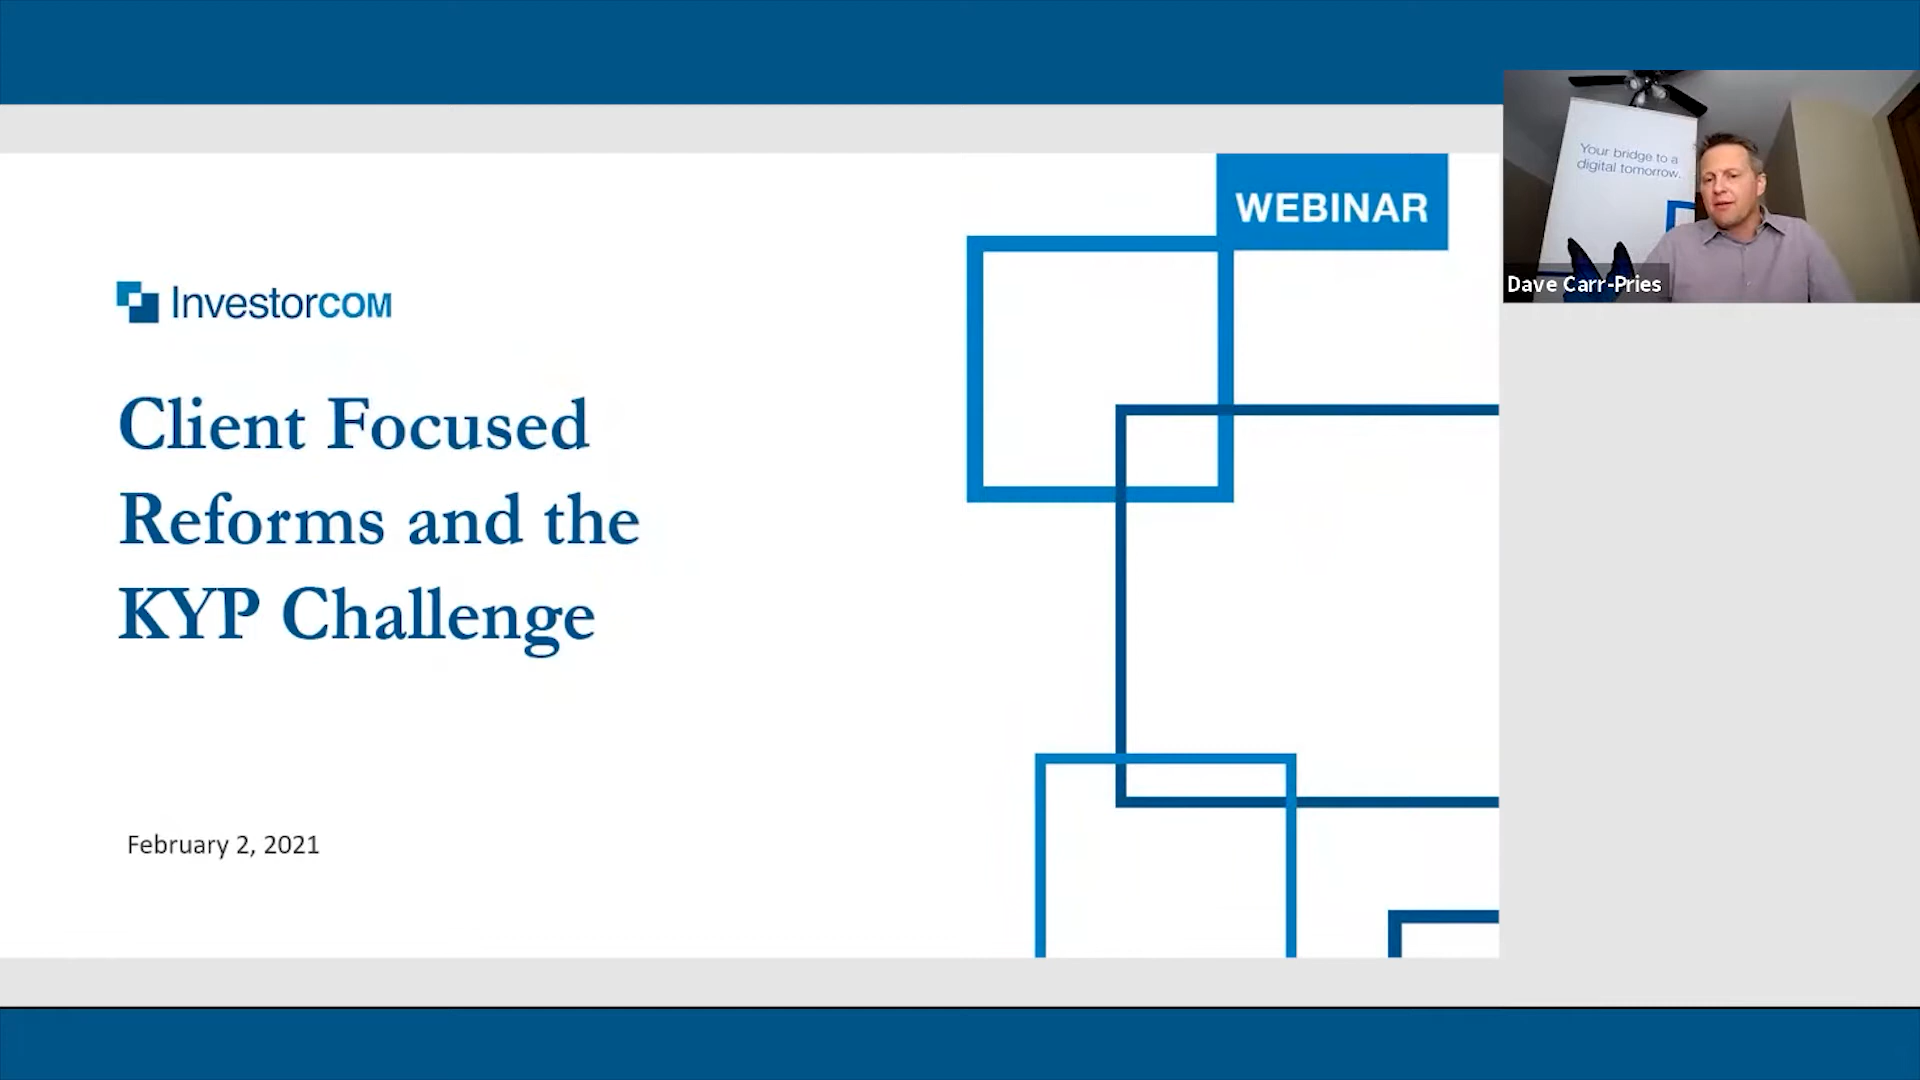 WEBINAR
InvestorCOM
Client Focused
Reforms and the
KYP Challenge
February 2, 2021
Your bridge to a
digital tomorrow.
Dave Carr-Pries